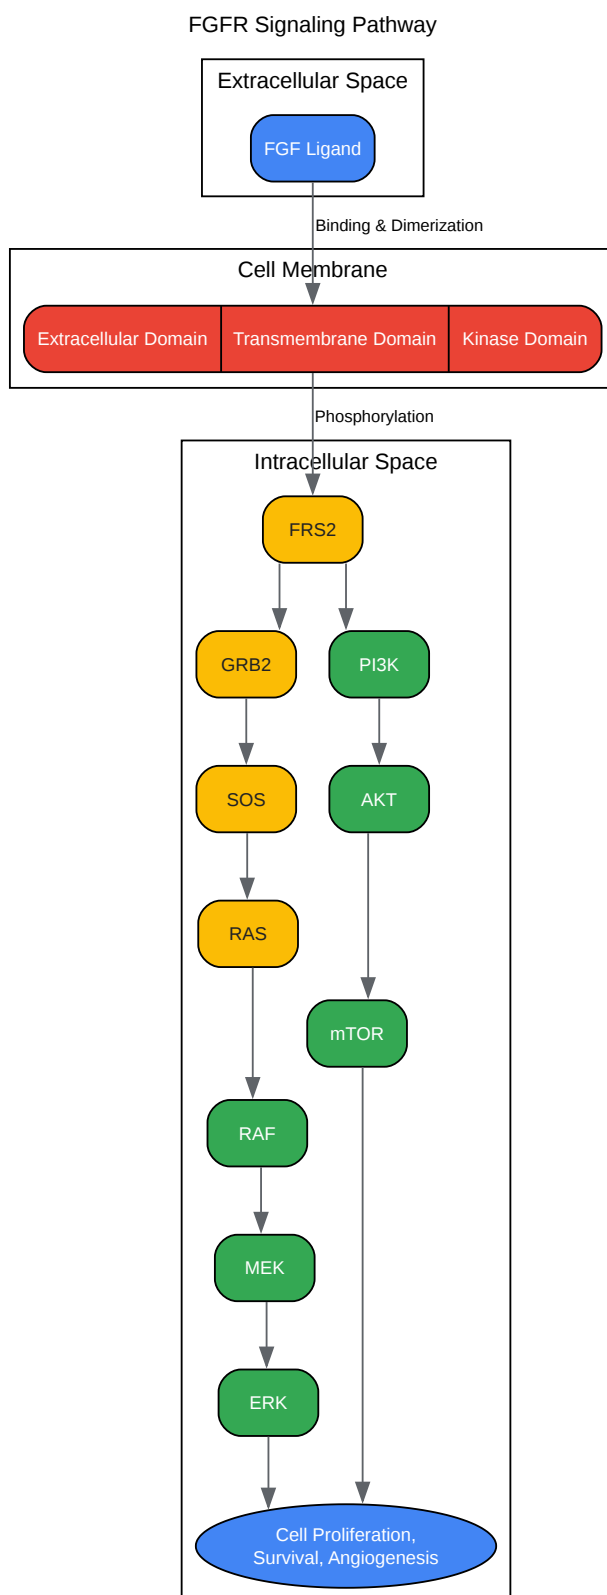 FGFR Signaling Pathway
Extracellular Space
FGF Ligand
Binding & Dimerization
Cell Membrane
Extracellular Domain
Transmembrane Domain
Kinase Domain
Phosphorylation
Intracellular Space
FRS2
GRB2
PI3K
SOS
AKT
RAS
mTOR
RAF
MEK
ERK
Cell Proliferation,
Survival, Angiogenesis